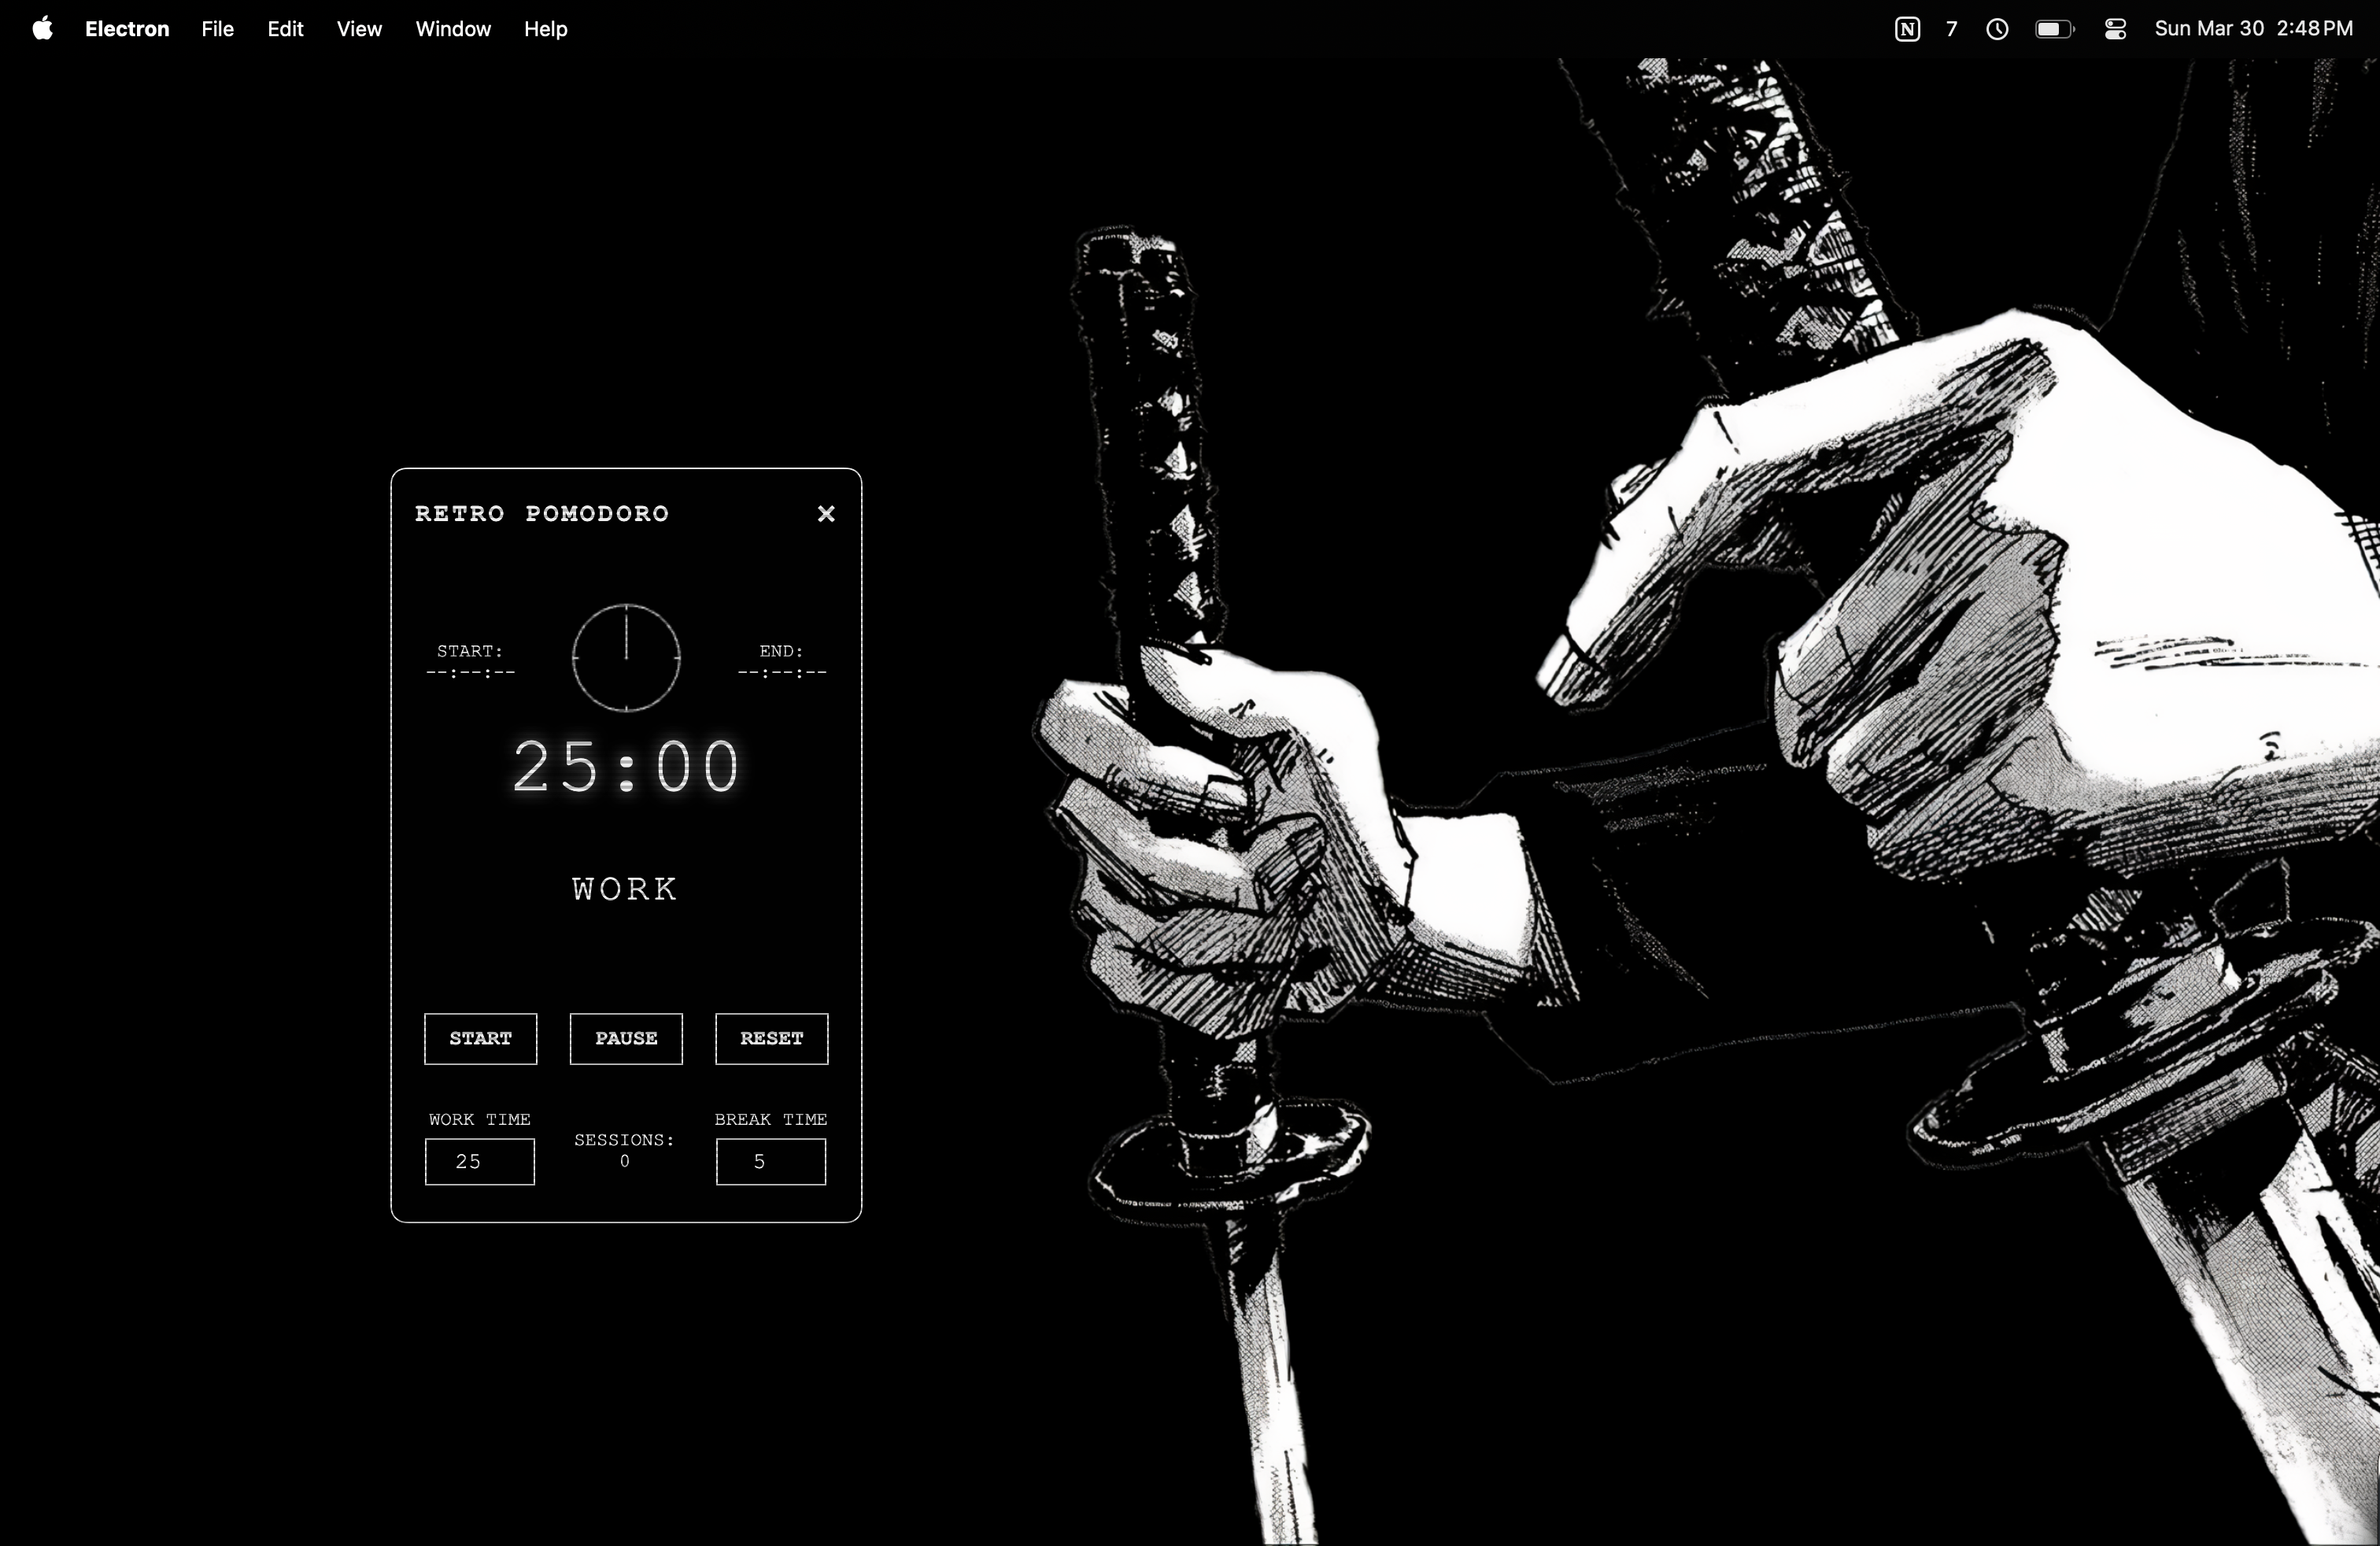 Electron File Edit View Window Help N 7 Sun Mar 30 2:48 PM
RETRO POMODORO ×
START: END:
--:--:-- --:--:--
25:00
WORK
START PAUSE RESET
WORK TIME BREAK TIME
SESSIONS:
25 0 5